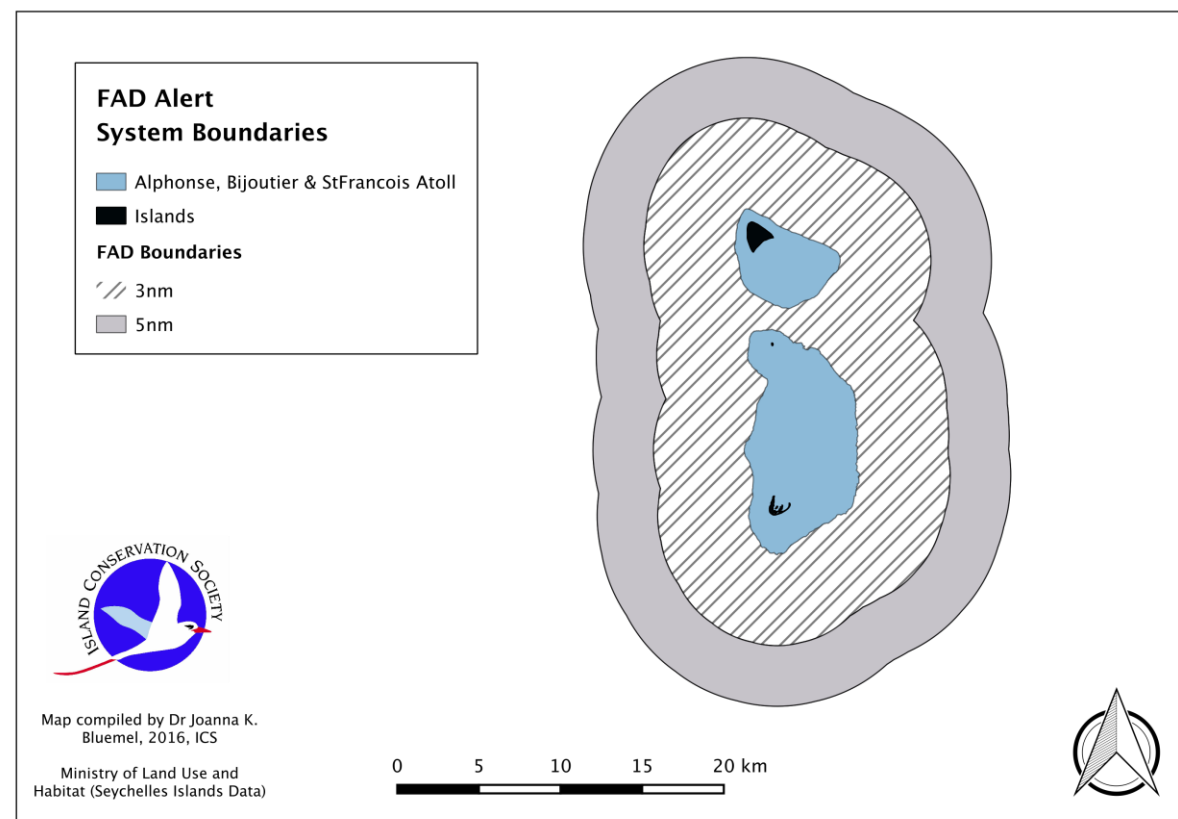 FAD Alert
System Boundaries
Alphonse, Bijoutier & StFrancois Atoll
Islands
FAD Boundaries
3nm
5nm
ISLAND CONSERVATION SOCIETY
Map compiled by Dr Joanna K.
Bluemel, 2016, ICS
Ministry of Land Use and
Habitat (Seychelles Islands Data)
0 5 10 15 20 km